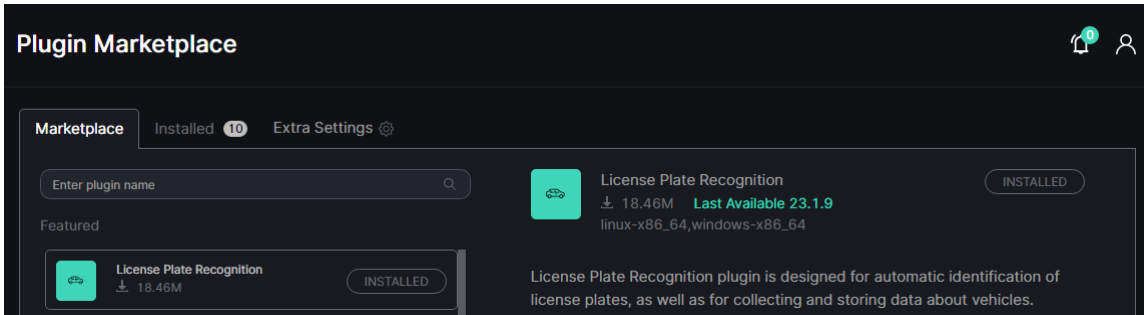 Plugin Marketplace
0
Marketplace
Installed 10
Extra Settings
Enter plugin name
Featured
License Plate Recognition
18.46M
INSTALLED
License Plate Recognition
INSTALLED
18.46M Last Available 23.1.9
linux-x86_64,windows-x86_64
License Plate Recognition plugin is designed for automatic identification of
license plates, as well as for collecting and storing data about vehicles.